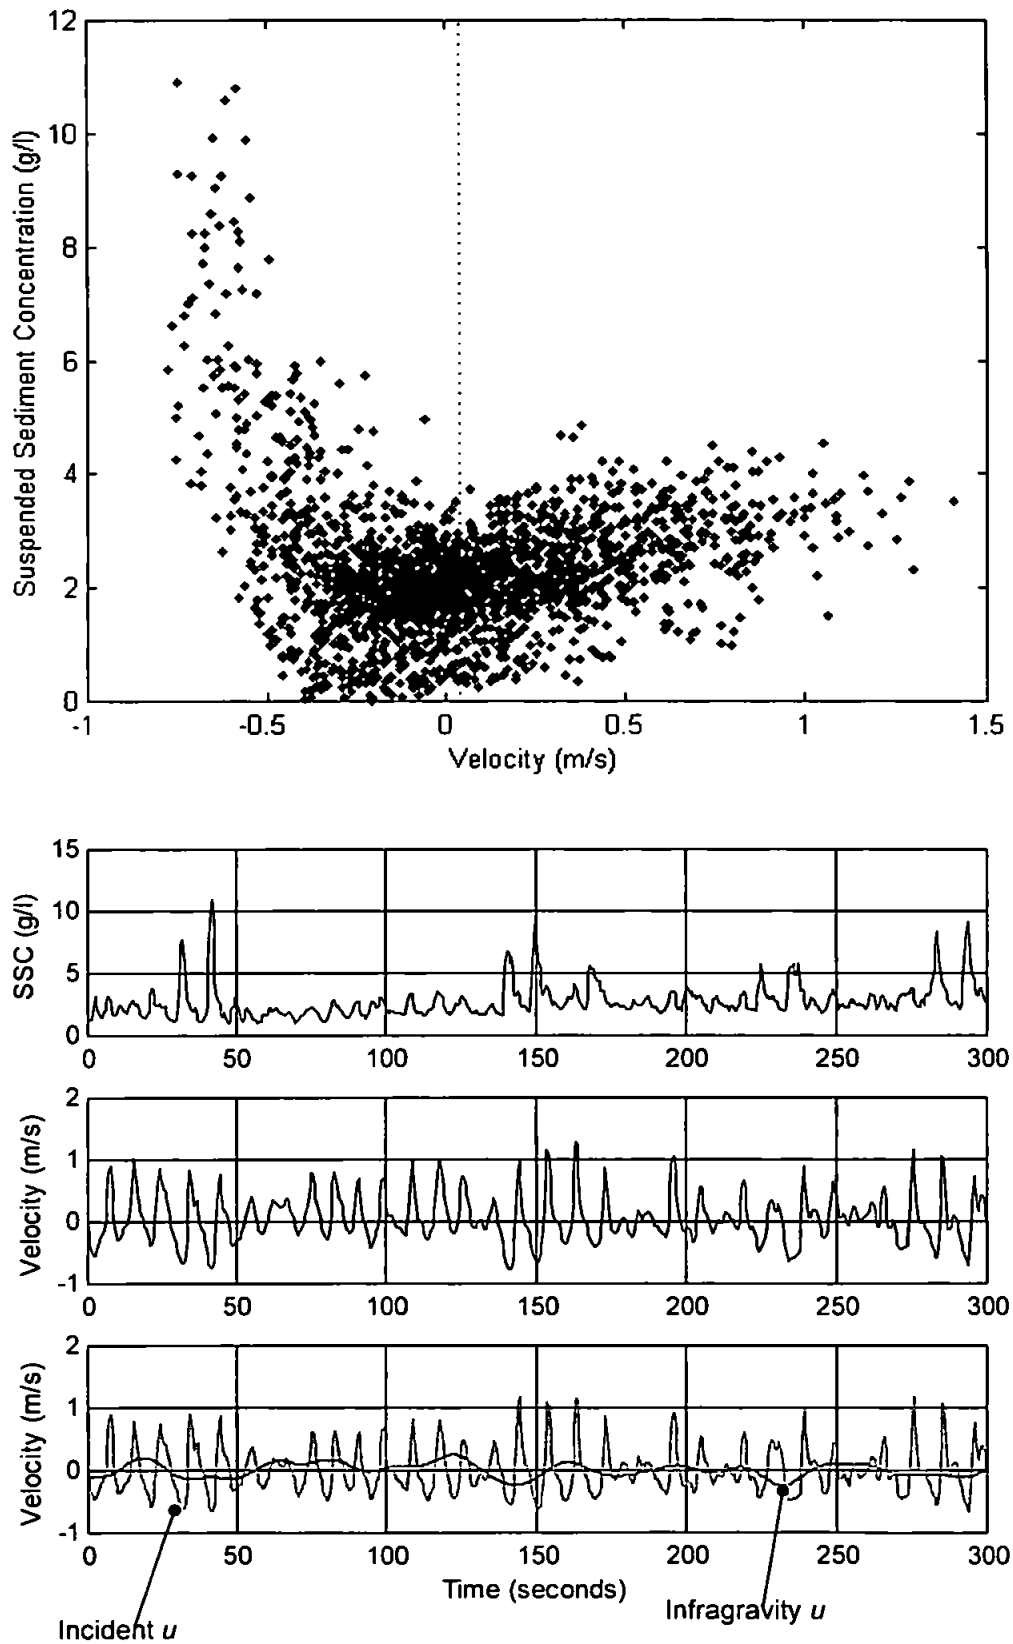 12
10
8
6
4
2
0
Suspended Sediment Concentration (g/l)
-1 -0.5 0 0.5 1 1.5
Velocity (m/s)
15
10
5
0
SSC (g/l)
0 50 100 150 200 250 300
2
1
0
-1
Velocity (m/s)
0 50 100 150 200 250 300
2
1
0
-1
Velocity (m/s)
0 50 100 150 200 250 300
Time (seconds)
Incident u
Infragravity u